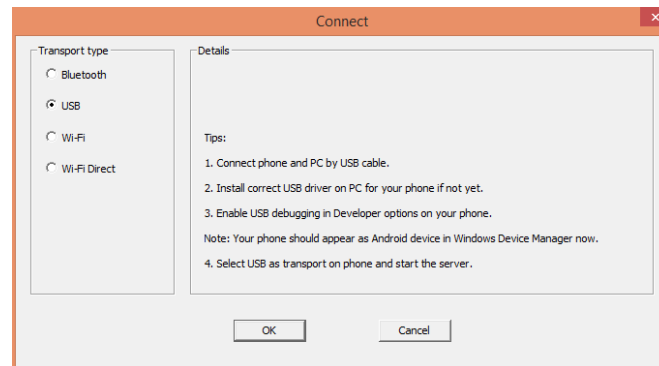 Connect
Transport type
Bluetooth
USB
Wi-Fi
Wi-Fi Direct
Details
Tips:
1. Connect phone and PC by USB cable.
2. Install correct USB driver on PC for your phone if not yet.
3. Enable USB debugging in Developer options on your phone.
Note: Your phone should appear as Android device in Windows Device Manager now.
4. Select USB as transport on phone and start the server.
OK
Cancel